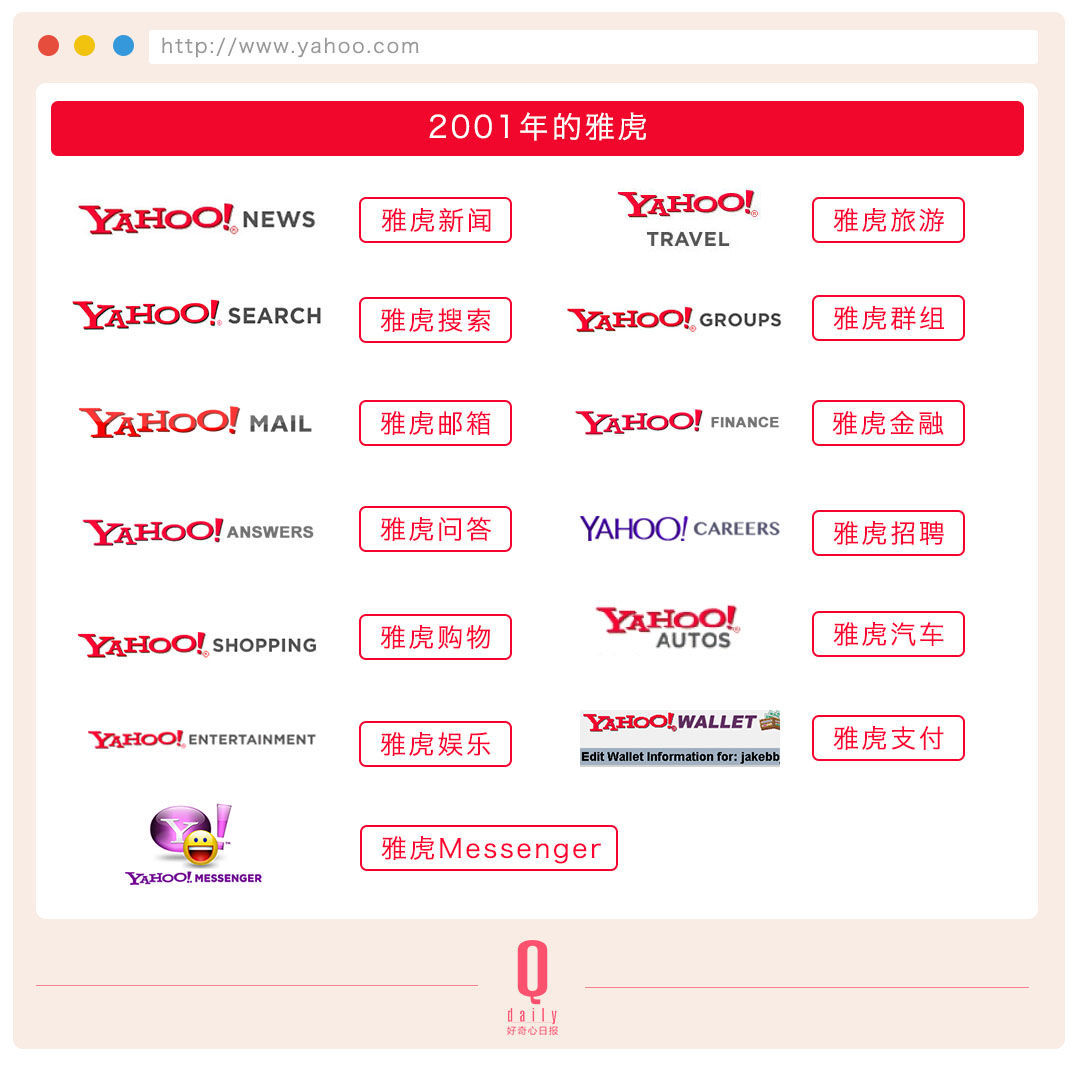 http://www.yahoo.com
2001年的雅虎
YAHOO!® NEWS
雅虎新闻
YAHOO!®
TRAVEL
雅虎旅游
YAHOO!® SEARCH
雅虎搜索
YAHOO!® GROUPS
雅虎群组
YAHOO! MAIL
雅虎邮箱
YAHOO! FINANCE
雅虎金融
YAHOO! ANSWERS
雅虎问答
YAHOO! CAREERS
雅虎招聘
YAHOO!® SHOPPING
雅虎购物
YAHOO!®
AUTOS
雅虎汽车
YAHOO!® ENTERTAINMENT
雅虎娱乐
YAHOO! WALLET
Edit Wallet Information for: jakebb
雅虎支付
Y!™
YAHOO! MESSENGER
雅虎Messenger
Q
daily
好奇心日报